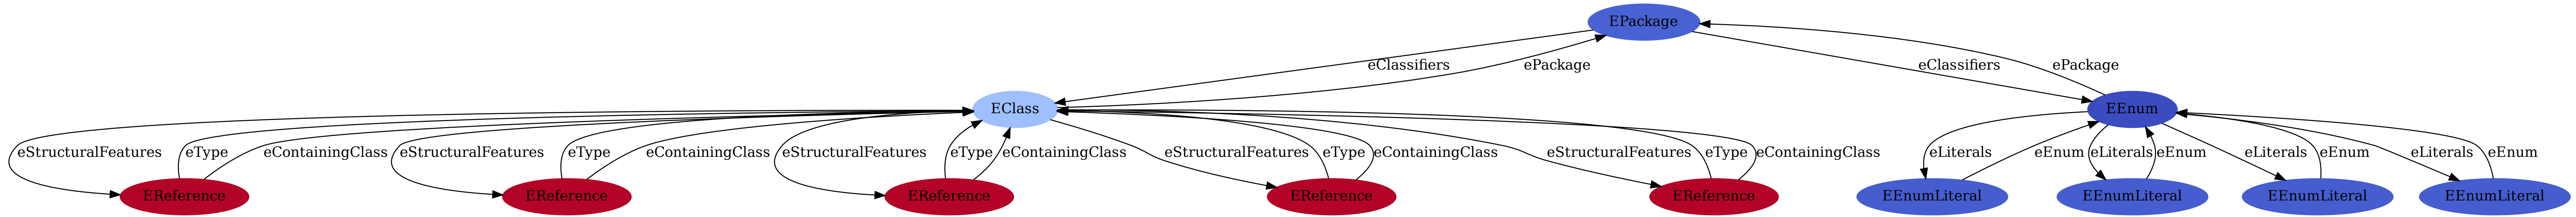 EPackage
eClassifiers ePackage eClassifiers ePackage
EClass EEnum
eStructuralFeatures eType eContainingClass eStructuralFeatures eType eContainingClass eStructuralFeatures eType eContainingClass eStructuralFeatures eType eContainingClass eStructuralFeatures eType eContainingClass eLiterals eEnum eLiterals eEnum eLiterals eEnum eLiterals eEnum
EReference EReference EReference EReference EReference EEnumLiteral EEnumLiteral EEnumLiteral EEnumLiteral